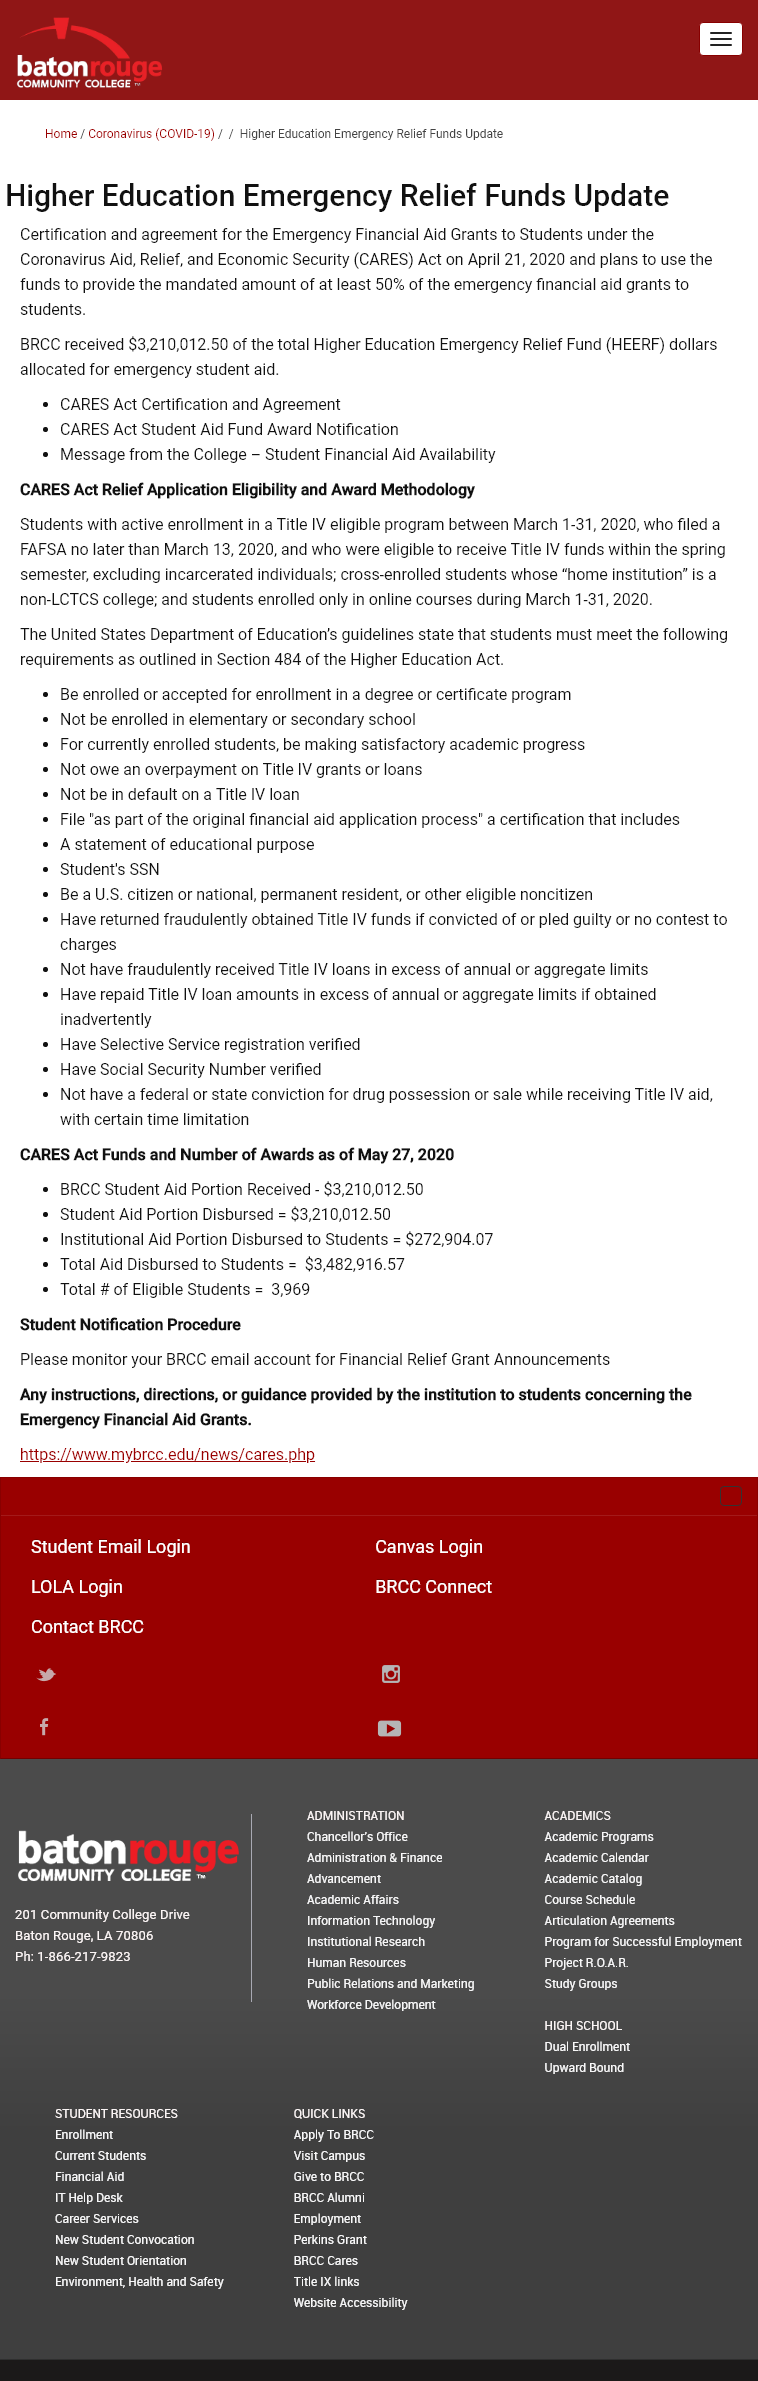 batonrouge
COMMUNITY COLLEGE™
Home / Coronavirus (COVID-19) / / Higher Education Emergency Relief Funds Update
Higher Education Emergency Relief Funds Update
Certification and agreement for the Emergency Financial Aid Grants to Students under the
Coronavirus Aid, Relief, and Economic Security (CARES) Act on April 21, 2020 and plans to use the
funds to provide the mandated amount of at least 50% of the emergency financial aid grants to
students.
BRCC received $3,210,012.50 of the total Higher Education Emergency Relief Fund (HEERF) dollars
allocated for emergency student aid.
• CARES Act Certification and Agreement
• CARES Act Student Aid Fund Award Notification
• Message from the College – Student Financial Aid Availability
CARES Act Relief Application Eligibility and Award Methodology
Students with active enrollment in a Title IV eligible program between March 1-31, 2020, who filed a
FAFSA no later than March 13, 2020, and who were eligible to receive Title IV funds within the spring
semester, excluding incarcerated individuals; cross-enrolled students whose “home institution” is a
non-LCTCS college; and students enrolled only in online courses during March 1-31, 2020.
The United States Department of Education’s guidelines state that students must meet the following
requirements as outlined in Section 484 of the Higher Education Act.
• Be enrolled or accepted for enrollment in a degree or certificate program
• Not be enrolled in elementary or secondary school
• For currently enrolled students, be making satisfactory academic progress
• Not owe an overpayment on Title IV grants or loans
• Not be in default on a Title IV loan
• File "as part of the original financial aid application process" a certification that includes
• A statement of educational purpose
• Student's SSN
• Be a U.S. citizen or national, permanent resident, or other eligible noncitizen
• Have returned fraudulently obtained Title IV funds if convicted of or pled guilty or no contest to
charges
• Not have fraudulently received Title IV loans in excess of annual or aggregate limits
• Have repaid Title IV loan amounts in excess of annual or aggregate limits if obtained
inadvertently
• Have Selective Service registration verified
• Have Social Security Number verified
• Not have a federal or state conviction for drug possession or sale while receiving Title IV aid,
with certain time limitation
CARES Act Funds and Number of Awards as of May 27, 2020
• BRCC Student Aid Portion Received - $3,210,012.50
• Student Aid Portion Disbursed = $3,210,012.50
• Institutional Aid Portion Disbursed to Students = $272,904.07
• Total Aid Disbursed to Students = $3,482,916.57
• Total # of Eligible Students = 3,969
Student Notification Procedure
Please monitor your BRCC email account for Financial Relief Grant Announcements
Any instructions, directions, or guidance provided by the institution to students concerning the
Emergency Financial Aid Grants.
https://www.mybrcc.edu/news/cares.php
Student Email Login
Canvas Login
LOLA Login
BRCC Connect
Contact BRCC
batonrouge
COMMUNITY COLLEGE™
201 Community College Drive
Baton Rouge, LA 70806
Ph: 1-866-217-9823
ADMINISTRATION
Chancellor's Office
Administration & Finance
Advancement
Academic Affairs
Information Technology
Institutional Research
Human Resources
Public Relations and Marketing
Workforce Development
ACADEMICS
Academic Programs
Academic Calendar
Academic Catalog
Course Schedule
Articulation Agreements
Program for Successful Employment
Project R.O.A.R.
Study Groups
HIGH SCHOOL
Dual Enrollment
Upward Bound
STUDENT RESOURCES
Enrollment
Current Students
Financial Aid
IT Help Desk
Career Services
New Student Convocation
New Student Orientation
Environment, Health and Safety
QUICK LINKS
Apply To BRCC
Visit Campus
Give to BRCC
BRCC Alumni
Employment
Perkins Grant
BRCC Cares
Title IX links
Website Accessibility